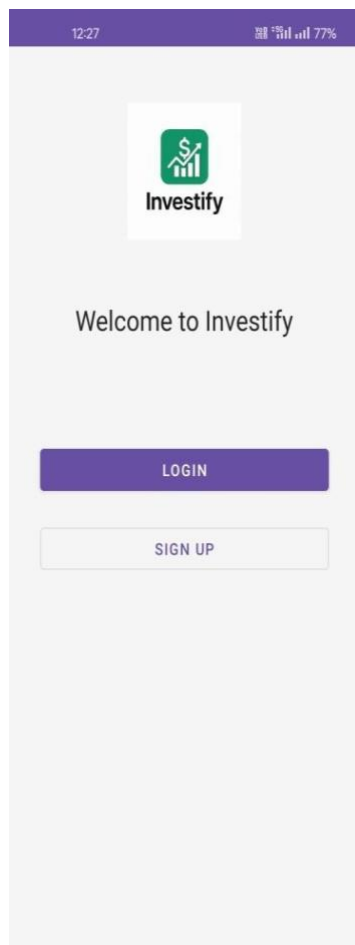 12:27
77%
$
Investify
Welcome to Investify
LOGIN
SIGN UP